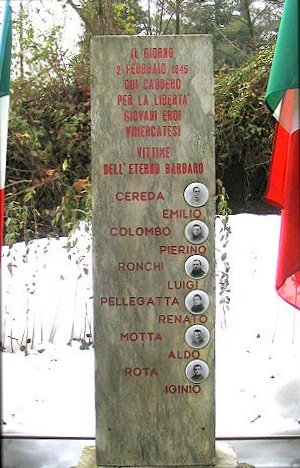 IL GIORNO
2 FEBBRAIO 1945
QUI CADDERO
PER LA LIBERTA'
GIOVANI EROI
VIMERCATESI
VITTIME
DELL'ETERNO BARBARO
CEREDA
EMILIO
COLOMBO
PIERINO
RONCHI
LUIGI
PELLEGATTA
RENATO
MOTTA
ALDO
ROTA
IGINIO